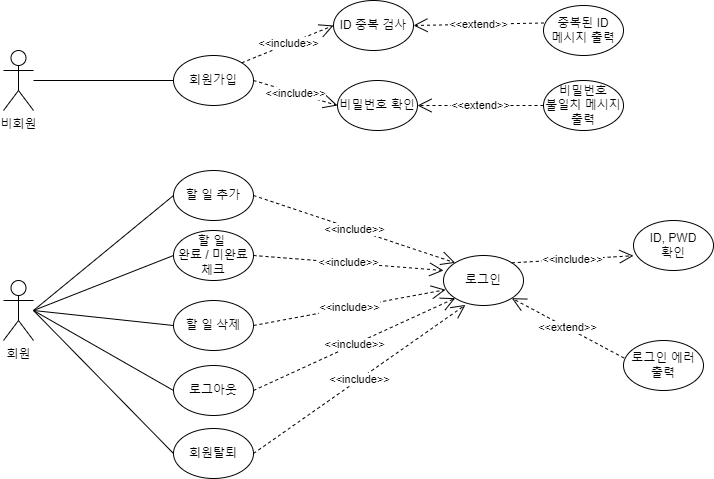 ID 중복 검사
<<extend>>
중복된 ID
메시지 출력
<<include>>
회원가입
비회원
<<include>>
비밀번호 확인
<<extend>>
비밀번호
불일치 메시지
출력
할 일 추가
<<include>>
할 일
완료 / 미완료
체크
<<include>>
로그인
<<include>>
ID, PWD
확인
할 일 삭제
<<include>>
<<extend>>
회원
로그인 에러
출력
로그아웃
<<include>>
<<include>>
회원탈퇴